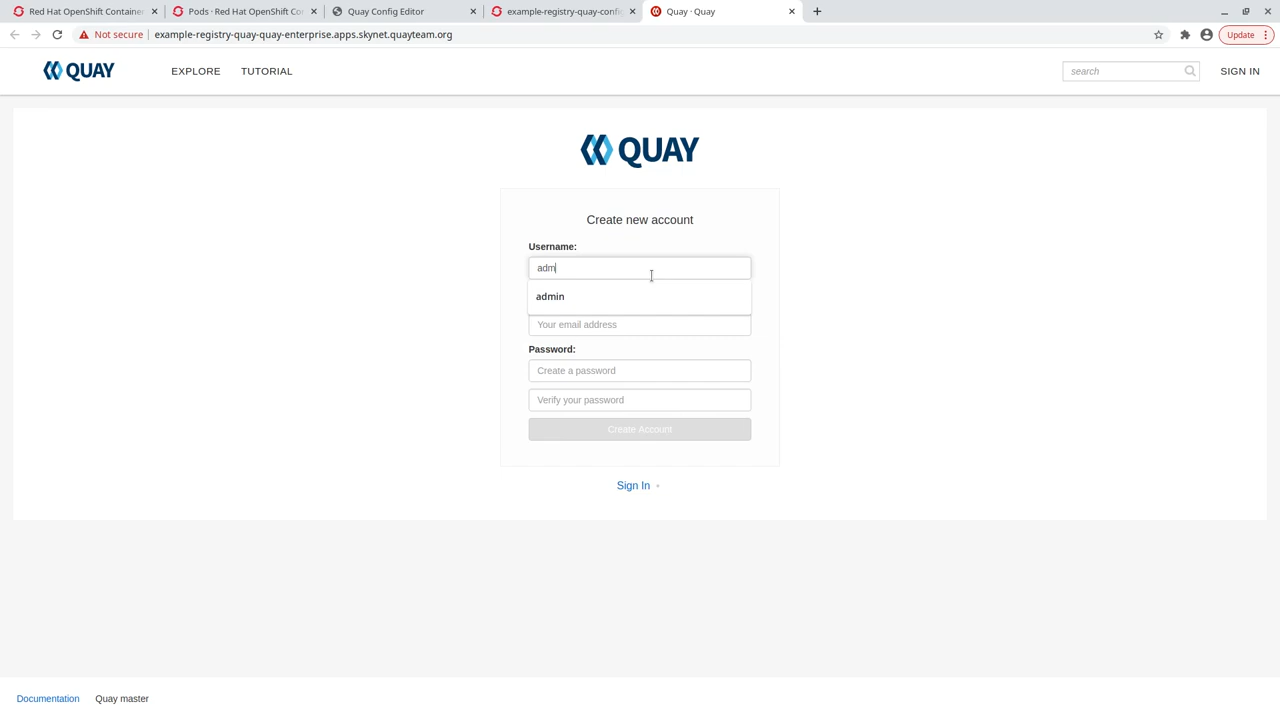 Red Hat OpenShift Container
Pods · Red Hat OpenShift Co
Quay Config Editor
example-registry-quay-config
Quay · Quay
Not secure
example-registry-quay-quay-enterprise.apps.skynet.quayteam.org
Update
QUAY
EXPLORE
TUTORIAL
search
SIGN IN
QUAY
Create new account
Username:
adm
admin
Your email address
Password:
Create a password
Verify your password
Create Account
Sign In
Documentation
Quay master